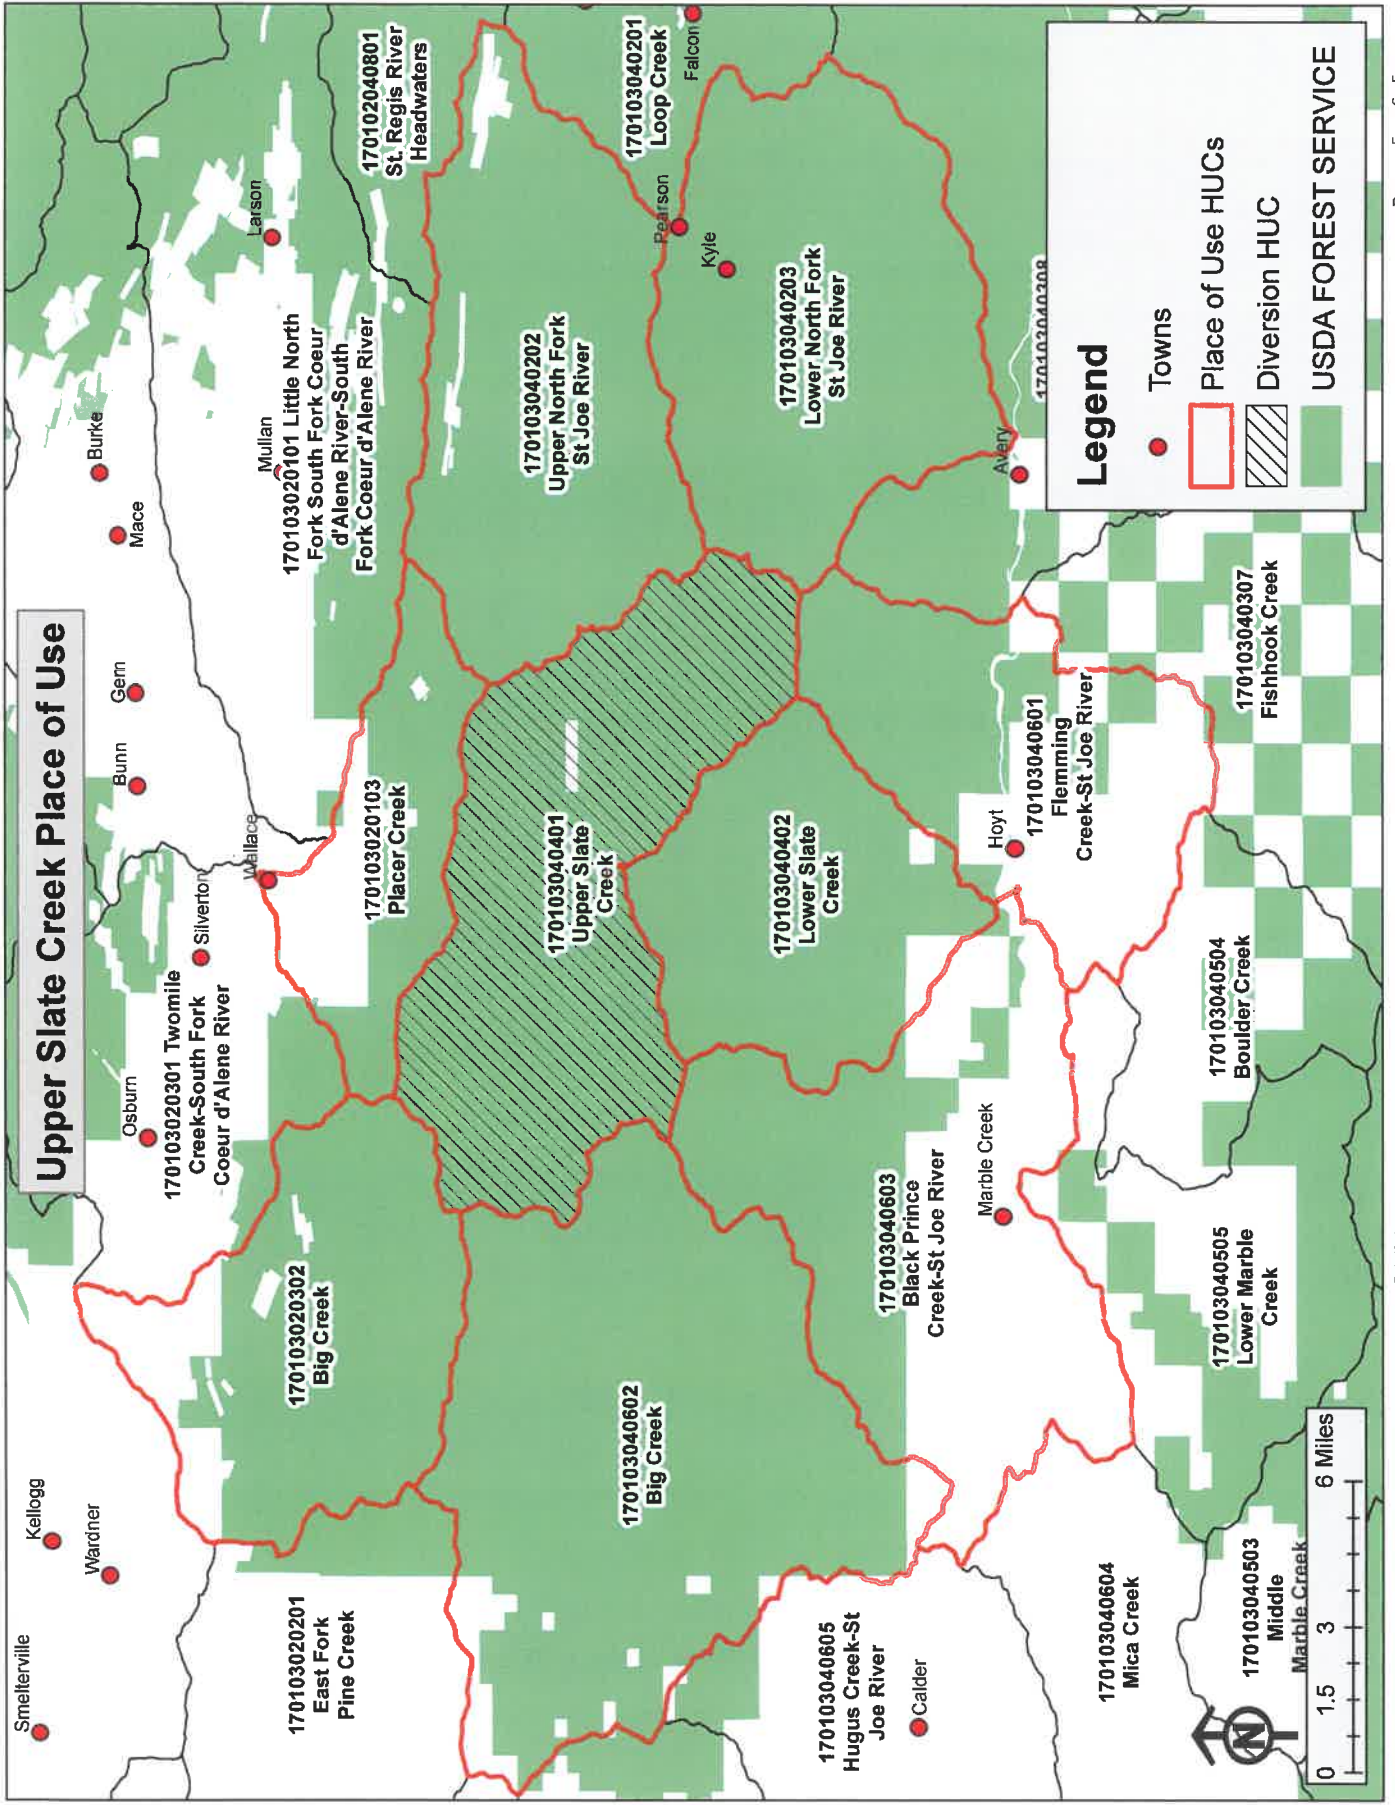 Upper Slate Creek Place of Use
Smelterville
Kellogg
Wardner
Osburn
Silverton
Wallace
Bunn
Gem
Mace
Burke
Mullan
Larson
170103020301 Twomile
Creek-South Fork
Coeur d'Alene River
170103020101 Little North
Fork South Fork Coeur
d'Alene River-South
Fork Coeur d'Alene River
170102040801
St. Regis River
Headwaters
170103020201
East Fork
Pine Creek
170103020302
Big Creek
170103020103
Placer Creek
170103040202
Upper North Fork
St Joe River
170103040201
Loop Creek
Falcon
Pearson
Kyle
170103040602
Big Creek
170103040401
Upper Slate
Creek
170103040402
Lower Slate
Creek
170103040203
Lower North Fork
St Joe River
170103040605
Hugus Creek-St
Joe River
Calder
170103040603
Black Prince
Creek-St Joe River
Marble Creek
Hoyt
170103040601
Flemming
Creek-St Joe River
Avery
170103040308
170103040604
Mica Creek
170103040503
Middle
Marble Creek
170103040505
Lower Marble
Creek
170103040504
Boulder Creek
170103040307
Fishhook Creek
Legend
Towns
Place of Use HUCs
Diversion HUC
USDA FOREST SERVICE
N
0 1.5 3 6 Miles